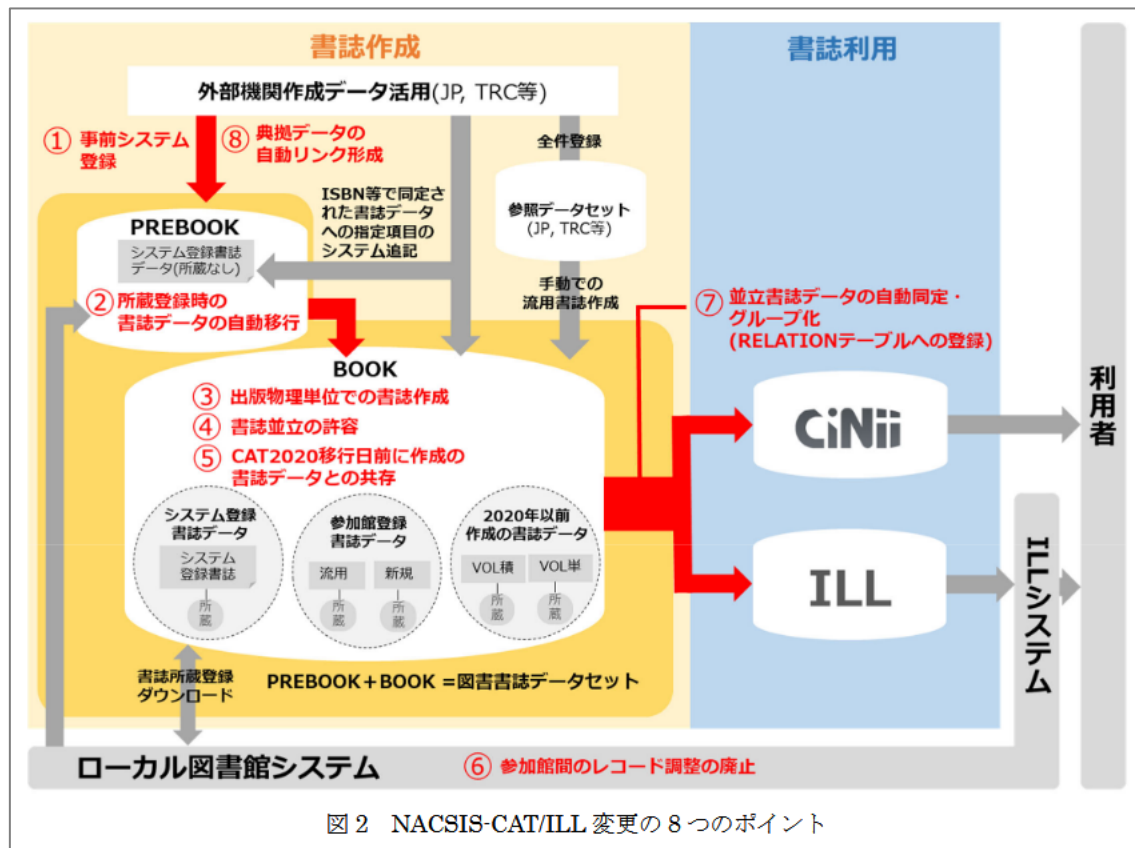 書誌作成
書誌利用
外部機関作成データ活用(JP, TRC等)
① 事前システム
登録
⑧ 典拠データの
自動リンク形成
全件登録
ISBN等で同定さ
れた書誌データ
への指定項目の
システム追記
参照データセット
(JP, TRC等)
手動での
流用書誌作成
PREBOOK
システム登録書誌
データ(所蔵なし)
② 所蔵登録時の
書誌データの自動移行
⑦ 並立書誌データの自動同定・
グループ化
(RELATIONテーブルへの登録)
BOOK
③ 出版物理単位での書誌作成
④ 書誌並立の許容
⑤ CAT2020移行日前に作成の
書誌データとの共存
システム登録
書誌データ
システム
登録書誌
所
蔵
参加館登録
書誌データ
流用
新規
所
蔵
所
蔵
2020年以前
作成の書誌データ
VOL積
VOL単
所
蔵
所
蔵
CiNii
ILL
利用者
ILLシステム
書誌所蔵登録
ダウンロード
PREBOOK+BOOK =図書書誌データセット
ローカル図書館システム
⑥ 参加館間のレコード調整の廃止
図2 NACSIS-CAT/ILL 変更の8つのポイント